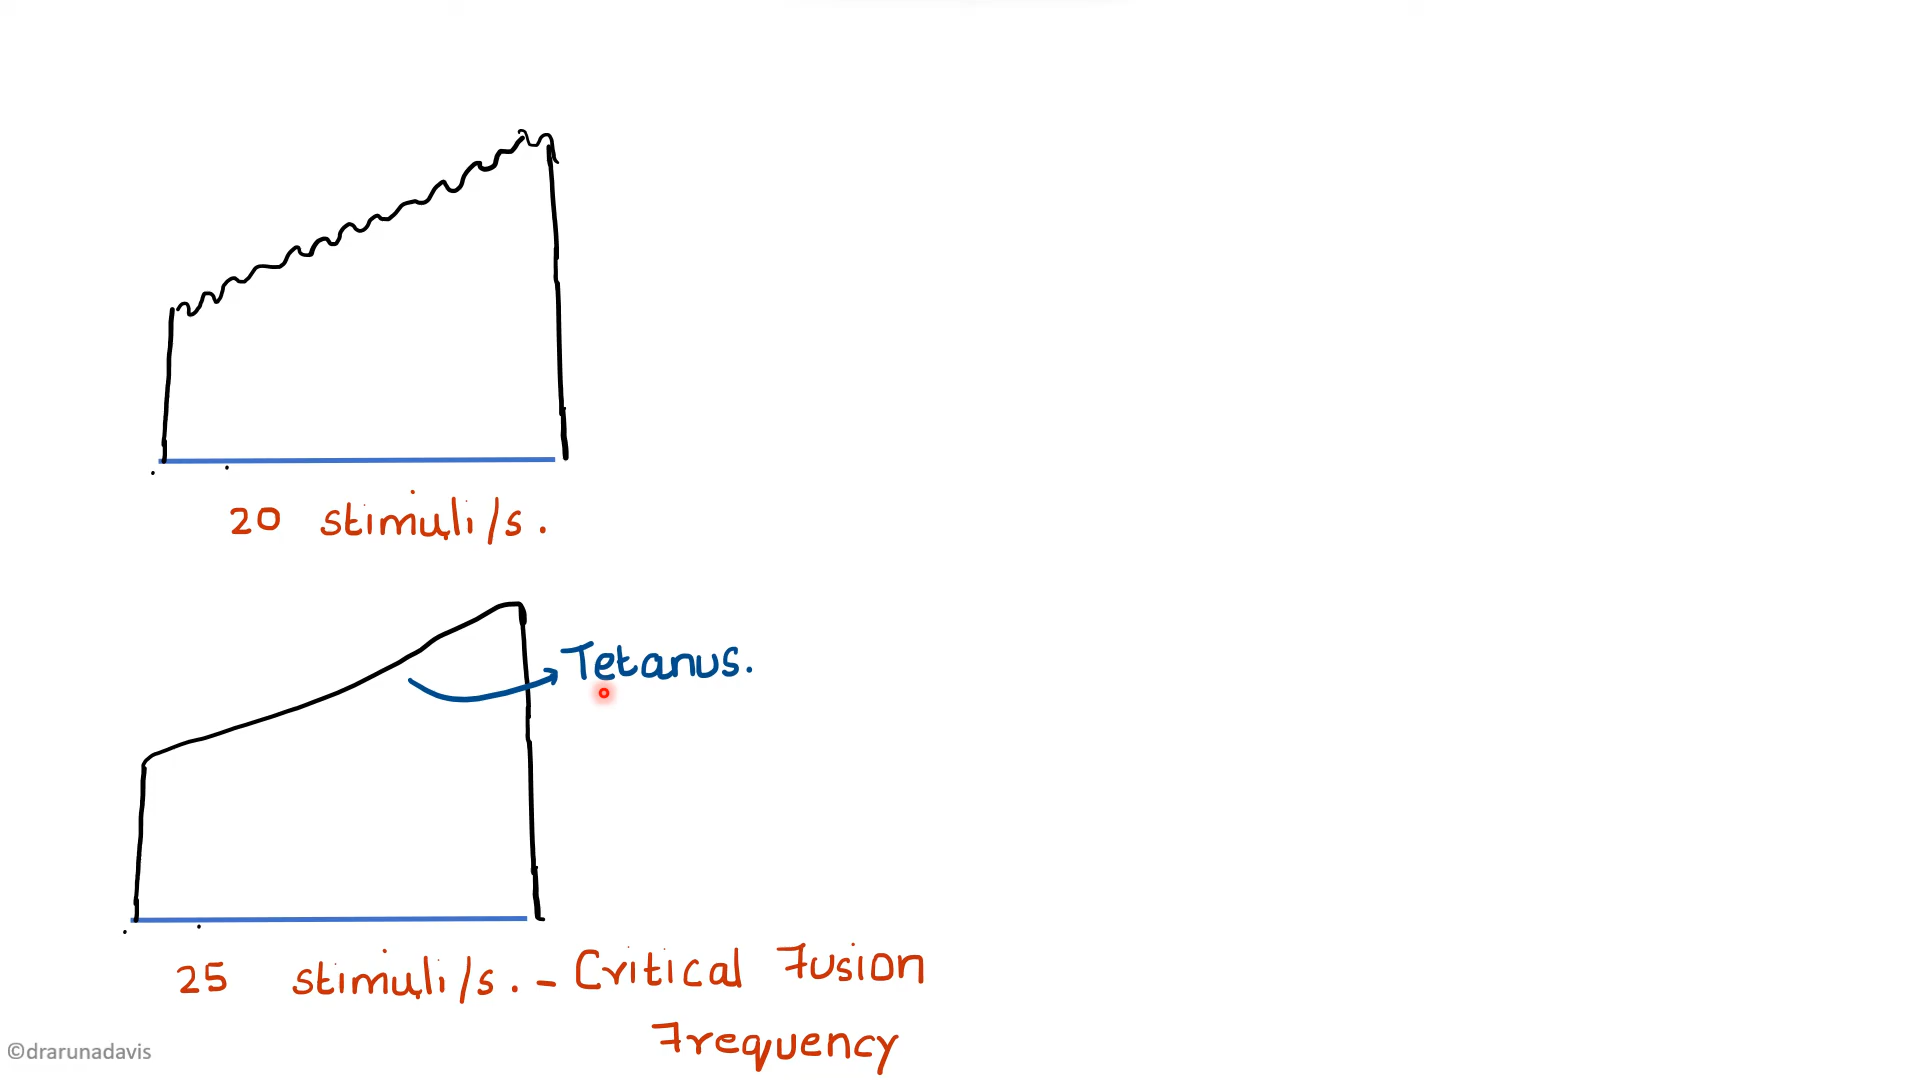 20 stimuli/s.
Tetanus.
25 stimuli/s. - Critical Fusion
Frequency
©drarunadavis